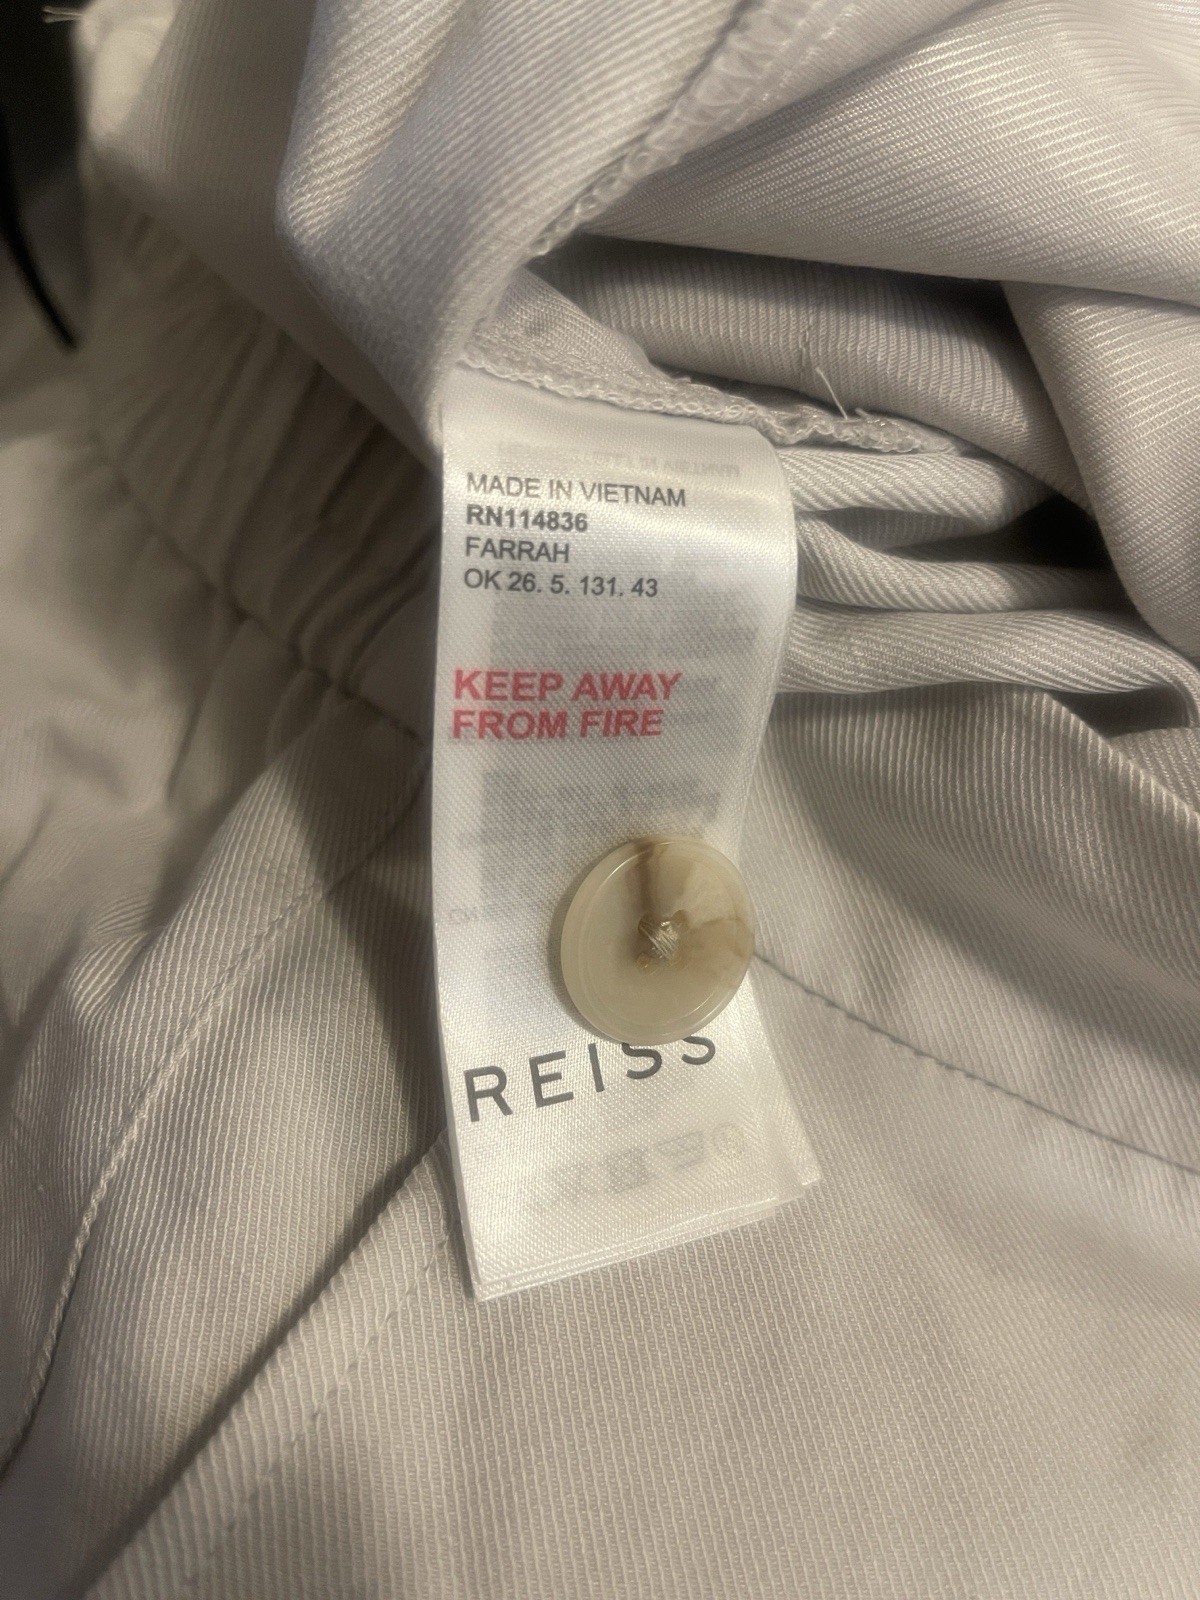 MADE IN VIETNAM
RN114836
FARRAH
OK 26. 5. 131. 43
KEEP AWAY
FROM FIRE
REISS